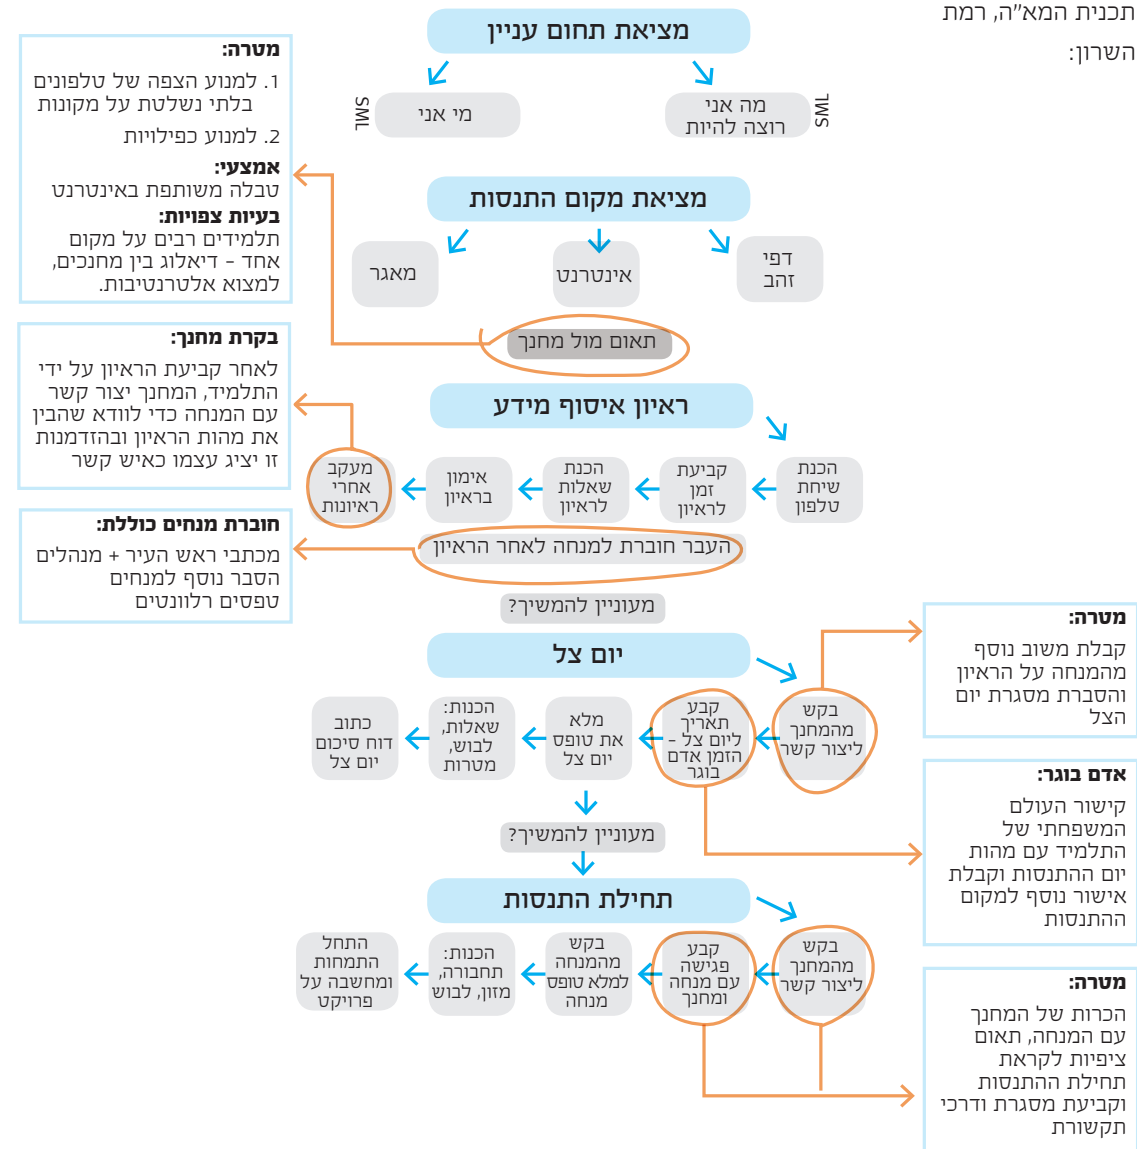 תכנית המא"ה, רמת
השרון:
מציאת תחום עניין
מה אני
רוצה להיות
IWS
מי אני
SML
מציאת מקום התנסות
דפי
זהב
אינטרנט
מאגר
תאום מול מחנך
מטרה:
1. למנוע הצפה של טלפונים
בלתי נשלטת על מקומות
2. למנוע כפילויות
אמצעי:
טבלה משותפת באינטרנט
בעיות צפויות:
תלמידים רבים על מקום
אחד - דיאלוג בין מחנכים,
למצוא אלטרנטיבות.
ראיון איסוף מידע
הכנת
שיחת
טלפון
קביעת
זמן
לראיון
הכנת
שאלות
לראיון
אימון
בראיון
מעקב
אחרי
ראיונות
בקרת מחנך:
לאחר קביעת הראיון על ידי
התלמיד, המחנך יצור קשר
עם המנחה כדי לוודא שהבין
את מהות הראיון ובהזדמנות
זו יציג עצמו כאיש קשר
העבר חוברת למנחה לאחר הראיון
חוברת מנחים כוללת:
מכתבי ראש העיר + מנהלים
הסבר נוסף למנחים
טפסים רלוונטים
מעוניין להמשיך?
יום צל
בקש
מהמחנך
ליצור קשר
קבע
תאריך
ליום צל -
הזמן אדם
בוגר
מלא
את טופס
יום צל
הכנות:
שאלות,
לבוש,
מטרות
כתוב
דוח סיכום
יום צל
מטרה:
קבלת משוב נוסף
מהמנחה על הראיון
והסברת מסגרת יום
הצל
אדם בוגר:
קישור העולם
המשפחתי של
התלמיד עם מהות
יום ההתנסות וקבלת
אישור נוסף למקום
ההתנסות
מעוניין להמשיך?
תחילת התנסות
בקש
מהמחנך
ליצור קשר
קבע
פגישה
עם מנחה
ומחנך
בקש
מהמנחה
למלא טופס
מנחה
הכנות:
תחבורה,
מזון, לבוש
התחל
התמחות
ומחשבה על
פרויקט
מטרה:
הכרות של המחנך
עם המנחה, תאום
ציפיות לקראת
תחילת ההתנסות
וקביעת מסגרת ודרכי
תקשורת